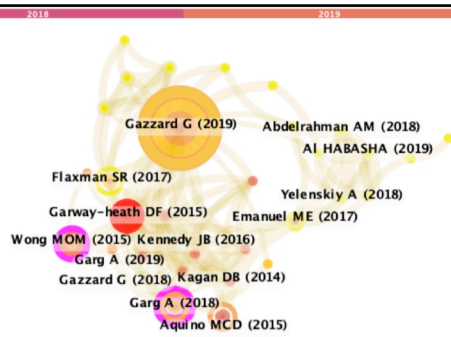 2018 2019
Gazzard G (2019)
Abdelrahman AM (2018)
Al HABASHA (2019)
Flaxman SR (2017)
Yelenskiy A (2018)
Garway-heath DF (2015)
Emanuel ME (2017)
Wong MOM (2015) Kennedy JB (2016)
Garg A (2019)
Gazzard G (2018) Kagan DB (2014)
Garg A (2018)
Aquino MCD (2015)